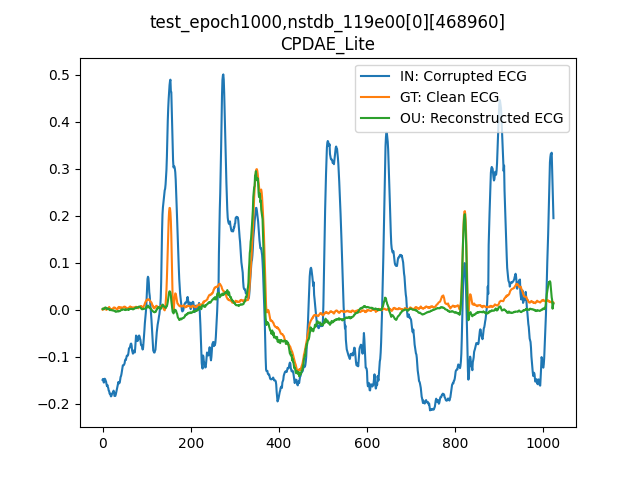 test_epoch1000,nstdb_119e00[0][468960]
CPDAE_Lite
IN: Corrupted ECG
GT: Clean ECG
OU: Reconstructed ECG
0.5
0.4
0.3
0.2
0.1
0.0
−0.1
−0.2
0 200 400 600 800 1000